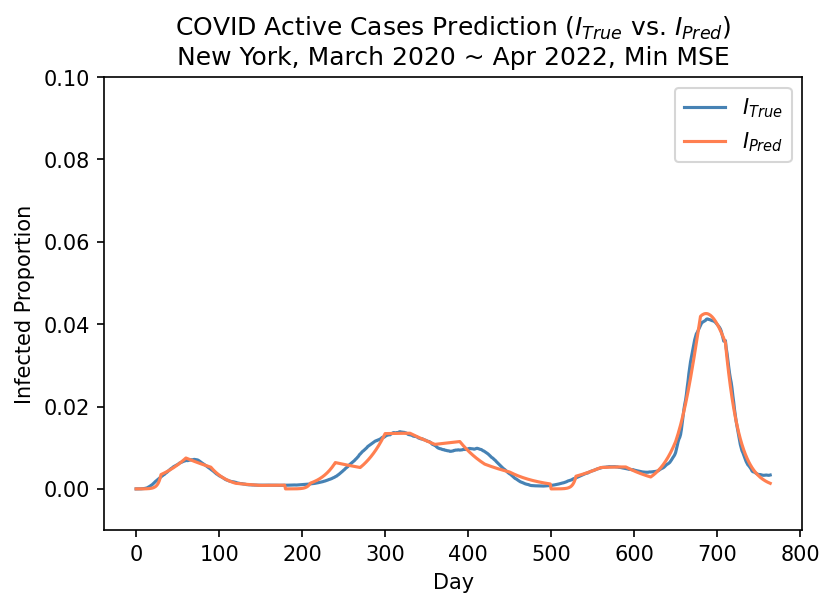 COVID Active Cases Prediction (I_True vs. I_Pred)
New York, March 2020 ~ Apr 2022, Min MSE
I_True
I_Pred
Infected Proportion
0.10
0.08
0.06
0.04
0.02
0.00
0 100 200 300 400 500 600 700 800
Day